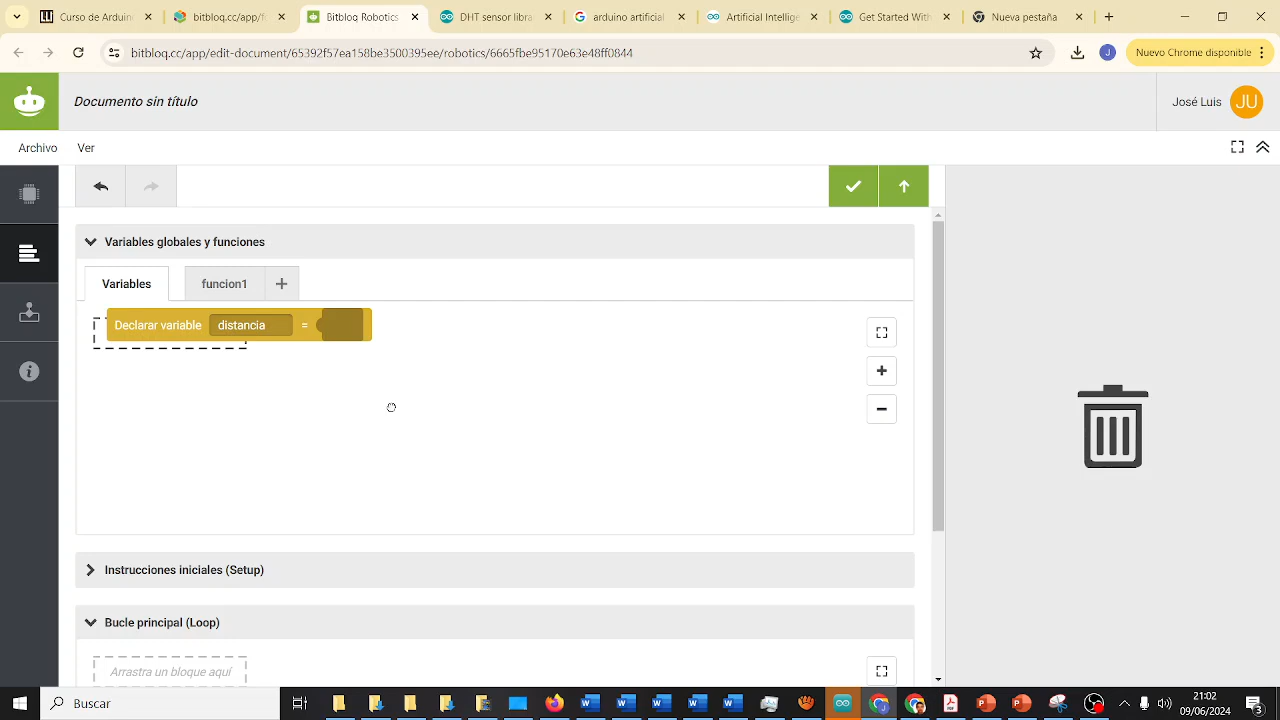 Curso Arduin
bitbloq.cc/app/r
Bitbloq Robotics
DHTSensor libra
arduino artificial
Artificial Intellige
Get Started With
Nueva pestaña
bitbloq.cc/app/edit-document/65392f57ea158be3500395ee/robotics/6665fbe95170e63e48ff0844
J
Nuevo Chrome disponible
Documento sin título
José Luis
JU
Archivo
Ver
Variables globales y funciones
Variables
funcion1
Declarar variable distancia =
Instrucciones iniciales (Setup)
Bucle principal (Loop)
Arrastra un bloque aquí
Buscar
21:02
09/06/2024
3